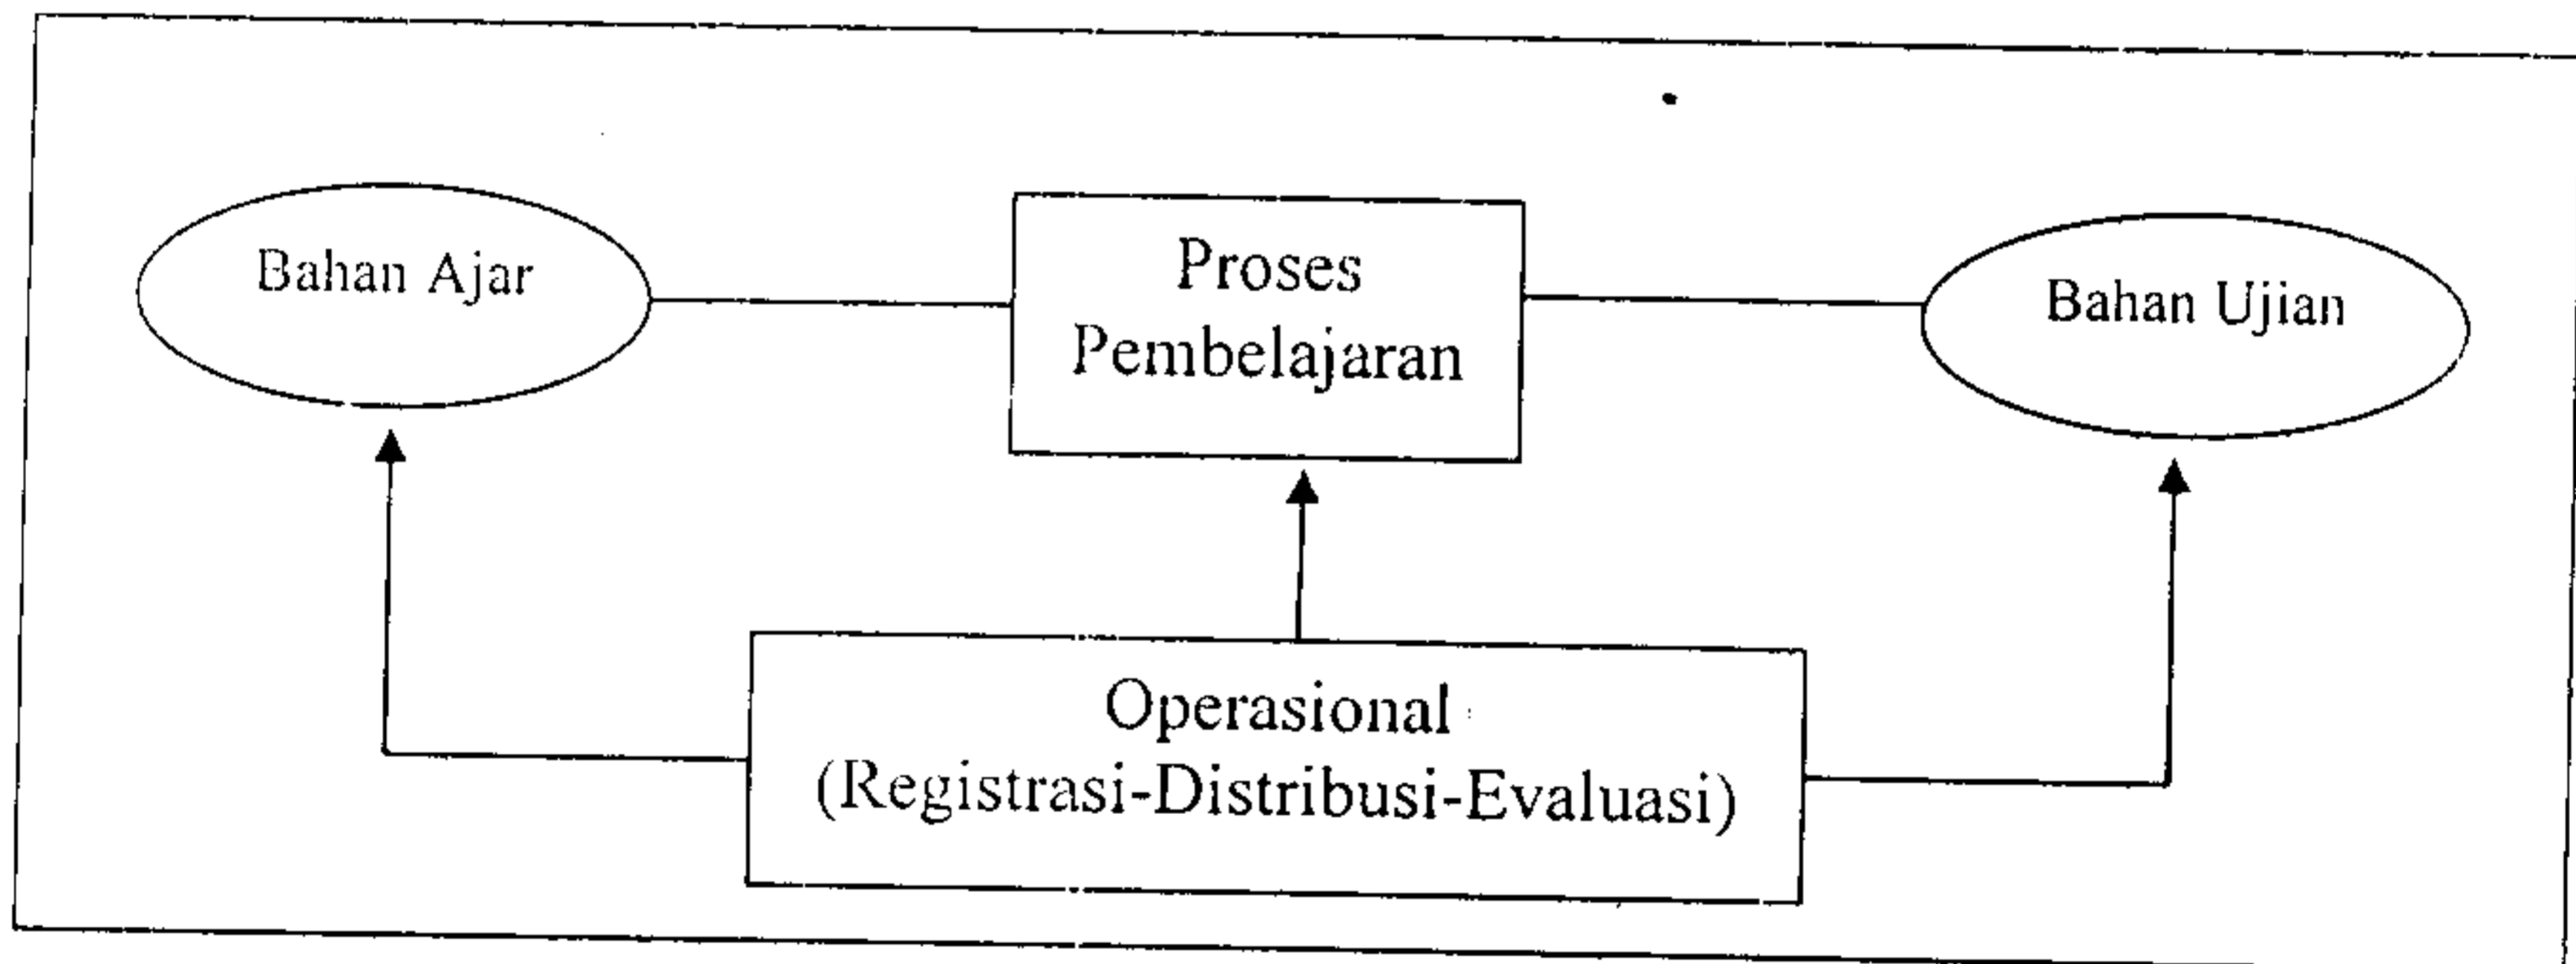 Bahan Ajar
Proses
Pembelajaran
Bahan Ujian
Operasional
(Registrasi-Distribusi-Evaluasi)